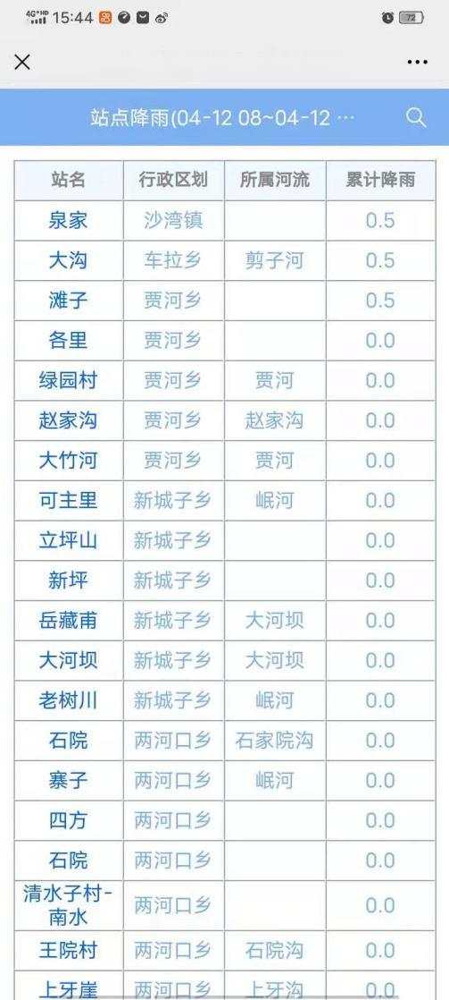 4G+HD 15:44 72
站点降雨(04-12 08~04-12 ...
站名 行政区划 所属河流 累计降雨
泉家 沙湾镇 0.5
大沟 车拉乡 剪子河 0.5
滩子 贾河乡 0.5
各里 贾河乡 0.0
绿园村 贾河乡 贾河 0.0
赵家沟 贾河乡 赵家沟 0.0
大竹河 贾河乡 贾河 0.0
可主里 新城子乡 岷河 0.0
立坪山 新城子乡 0.0
新坪 新城子乡 0.0
岳藏甫 新城子乡 大河坝 0.0
大河坝 新城子乡 大河坝 0.0
老树川 新城子乡 岷河 0.0
石院 两河口乡 石家院沟 0.0
寨子 两河口乡 岷河 0.0
四方 两河口乡 0.0
石院 两河口乡 0.0
清水子村-
南水 两河口乡 0.0
王院村 两河口乡 石院沟 0.0
上牙崖 两河口乡 上牙沟 0.0